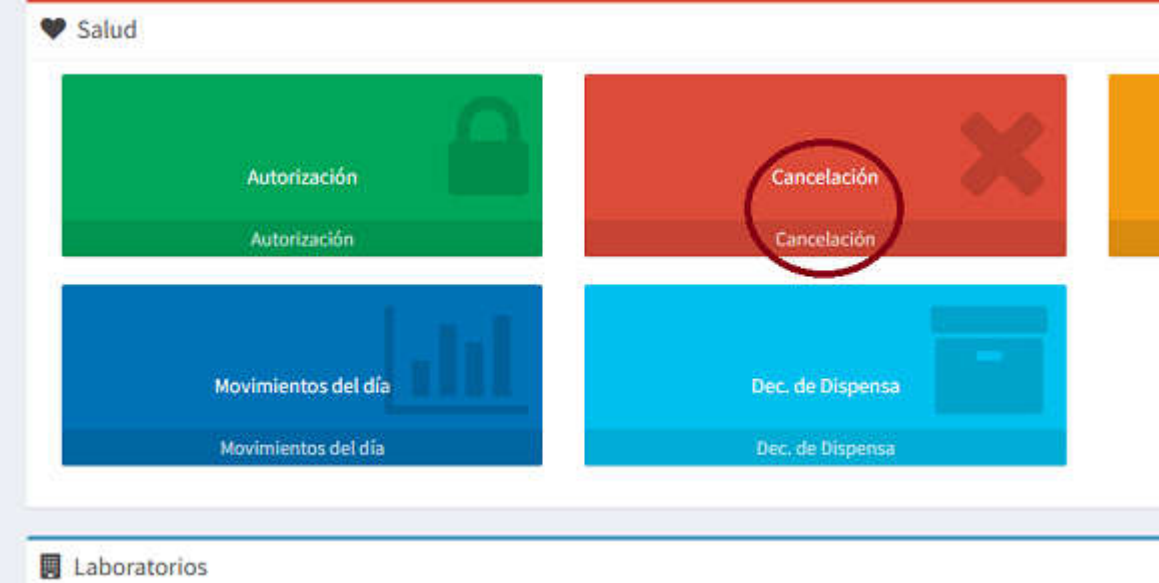 Salud
Autorización
Autorización
Cancelación
Cancelación
Movimientos del día
Movimientos del día
Dec. de Dispensa
Dec. de Dispensa
Laboratorios